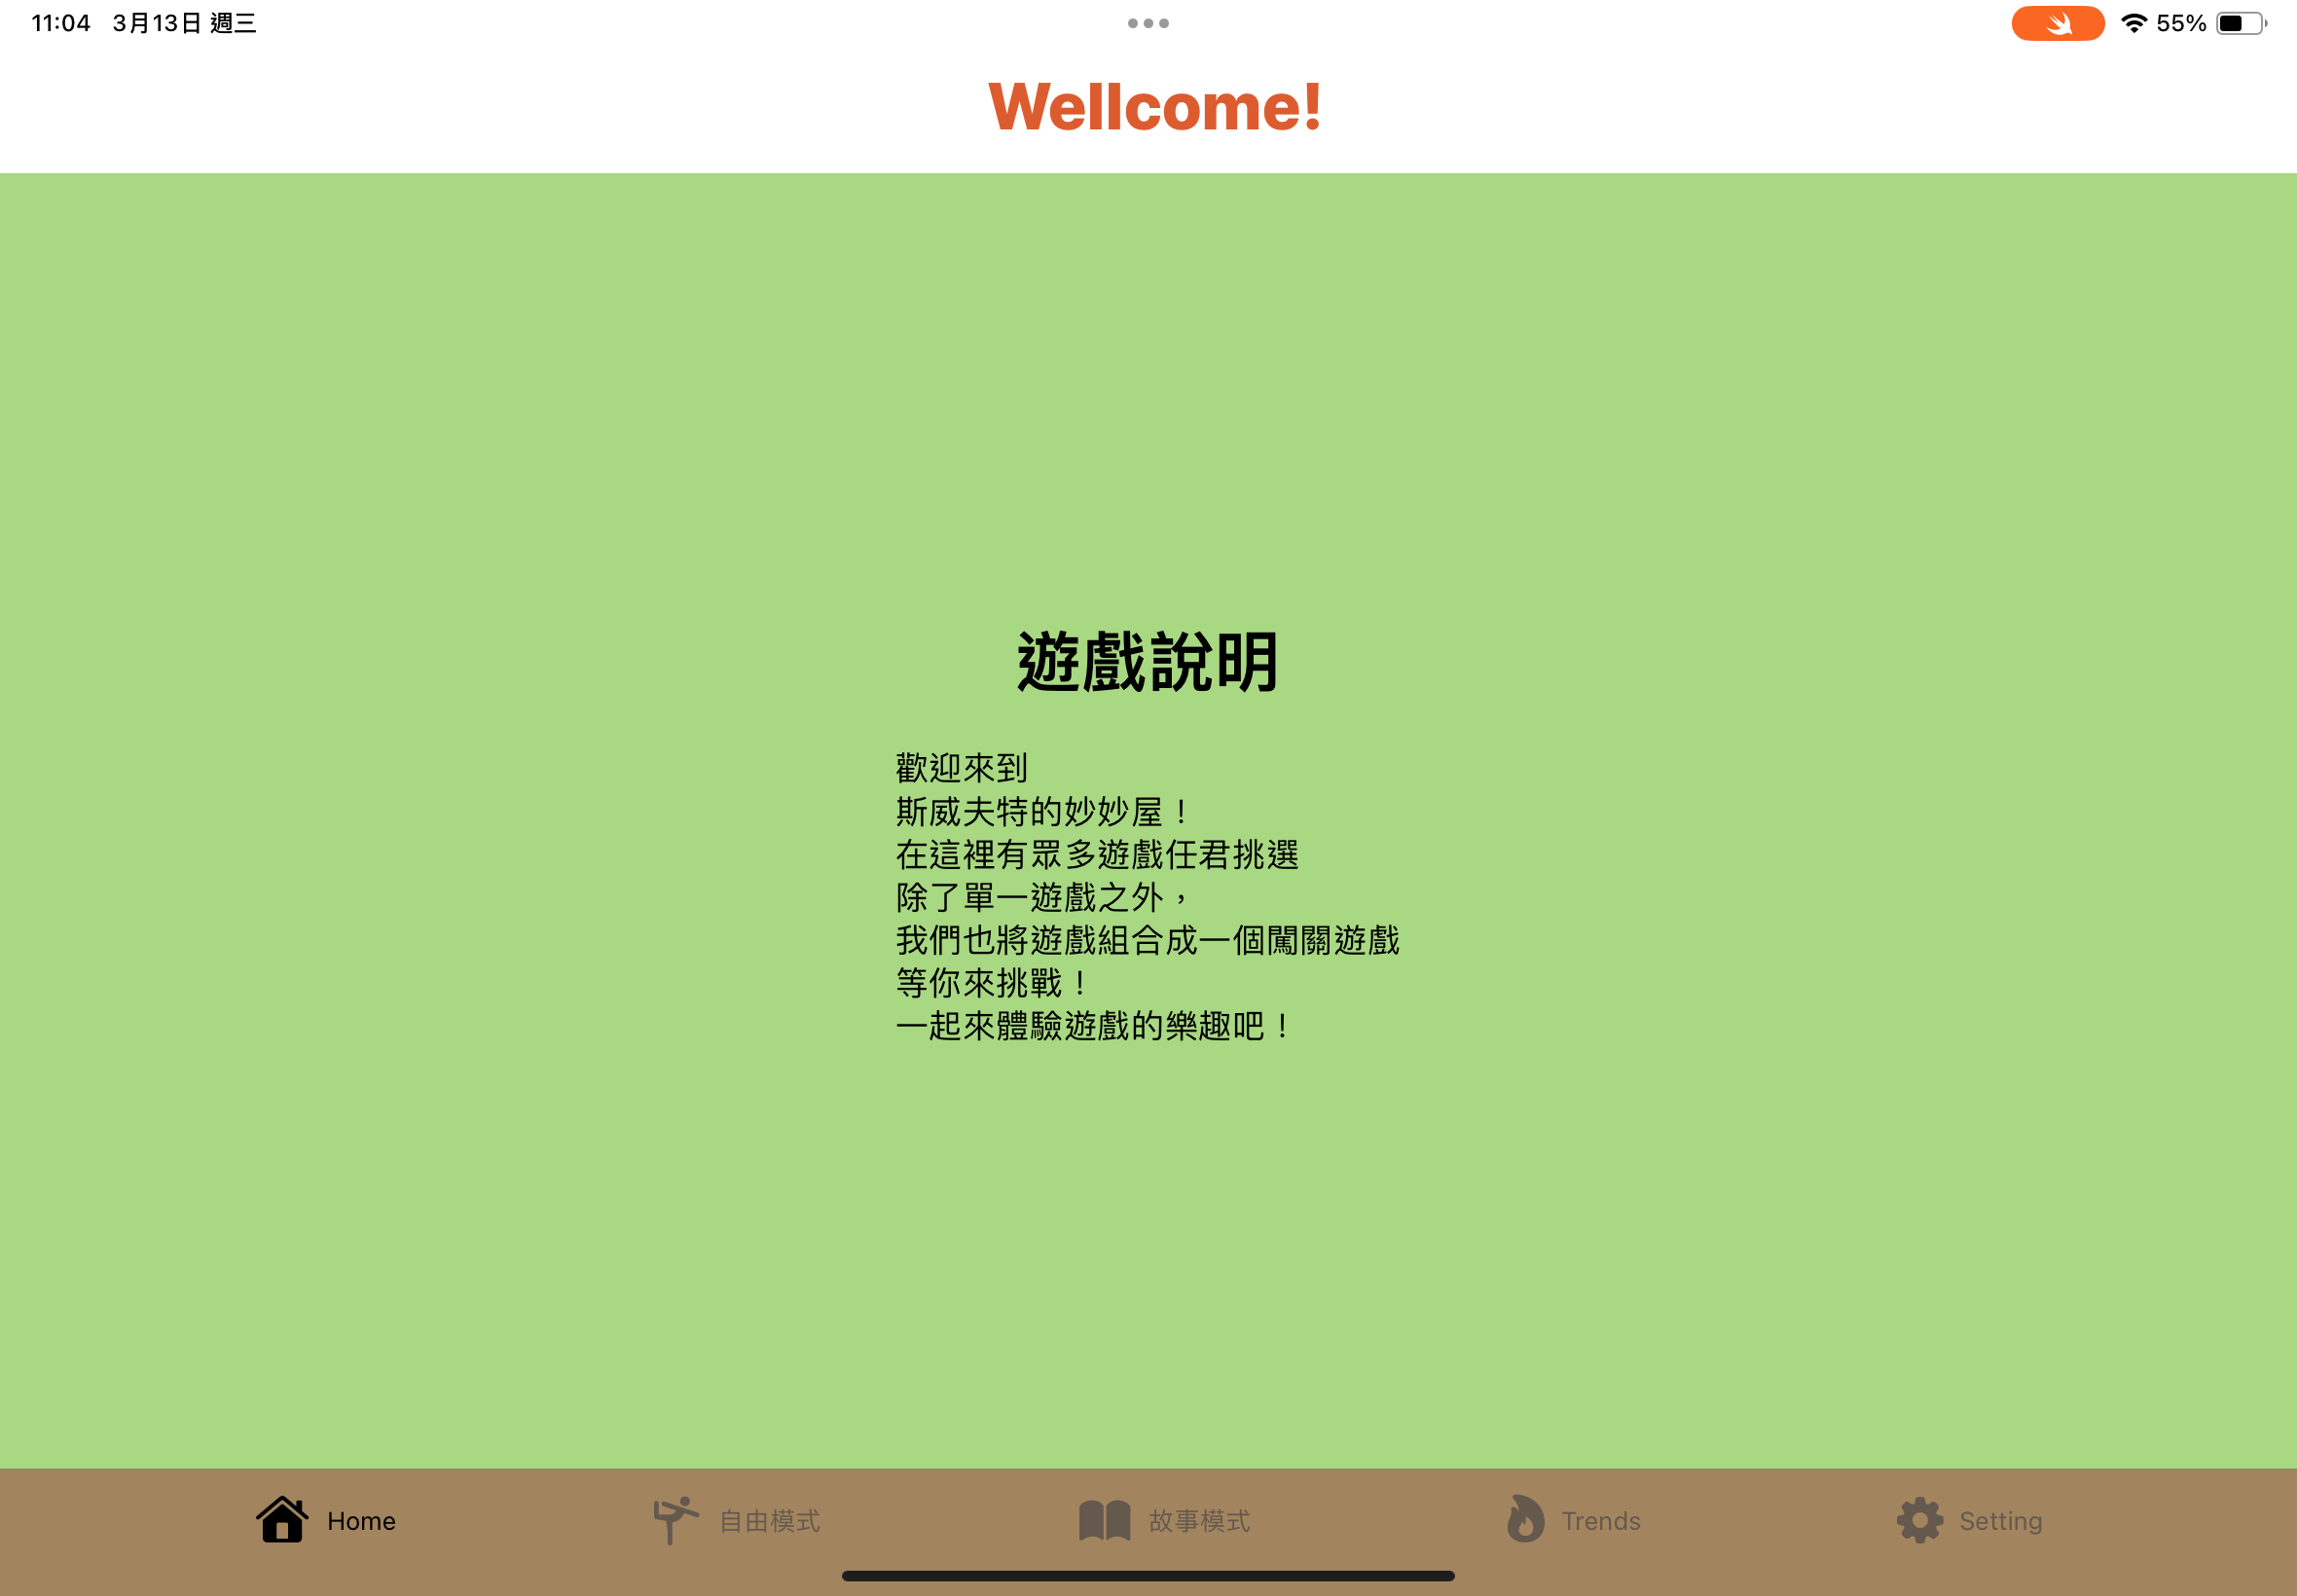 11:04 3月13日 週三
55%
Wellcome!
遊戲說明
歡迎來到
斯威夫特的妙妙屋！
在這裡有眾多遊戲任君挑選
除了單一遊戲之外，
我們也將遊戲組合成一個闖關遊戲
等你來挑戰！
一起來體驗遊戲的樂趣吧！
Home
自由模式
故事模式
Trends
Setting